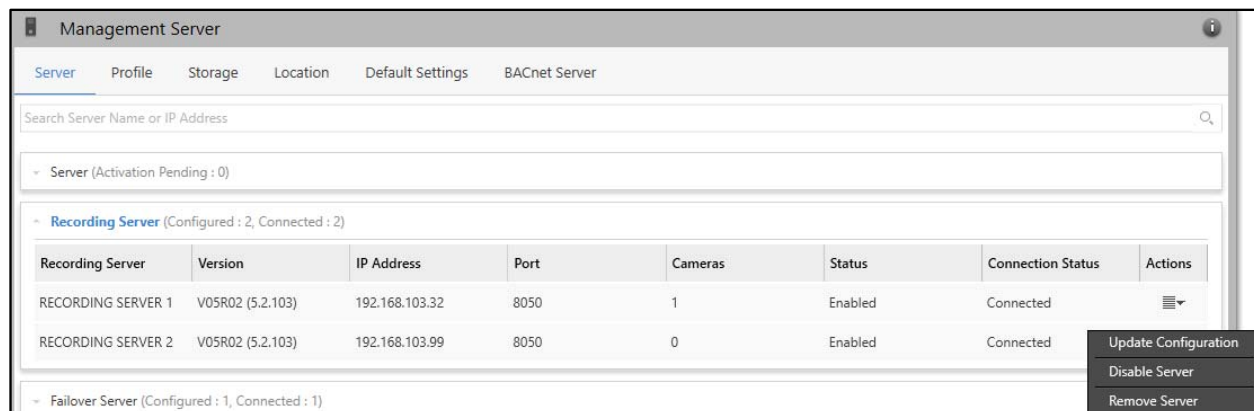 Management Server
Server Profile Storage Location Default Settings BACnet Server
Search Server Name or IP Address
Server (Activation Pending : 0)
Recording Server (Configured : 2, Connected : 2)
Recording Server Version IP Address Port Cameras Status Connection Status Actions
RECORDING SERVER 1 V05R02 (5.2.103) 192.168.103.32 8050 1 Enabled Connected
RECORDING SERVER 2 V05R02 (5.2.103) 192.168.103.99 8050 0 Enabled Connected
Update Configuration
Disable Server
Failover Server (Configured : 1, Connected : 1)
Remove Server